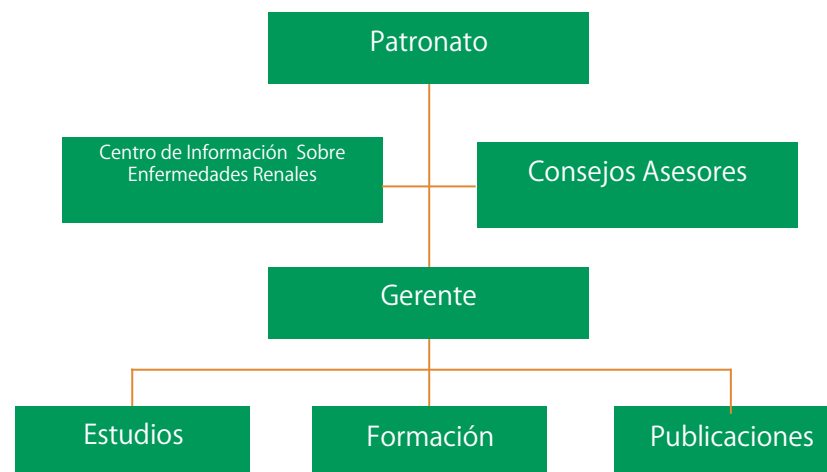 Patronato
Centro de Información Sobre
Enfermedades Renales
Consejos Asesores
Gerente
Estudios
Formación
Publicaciones